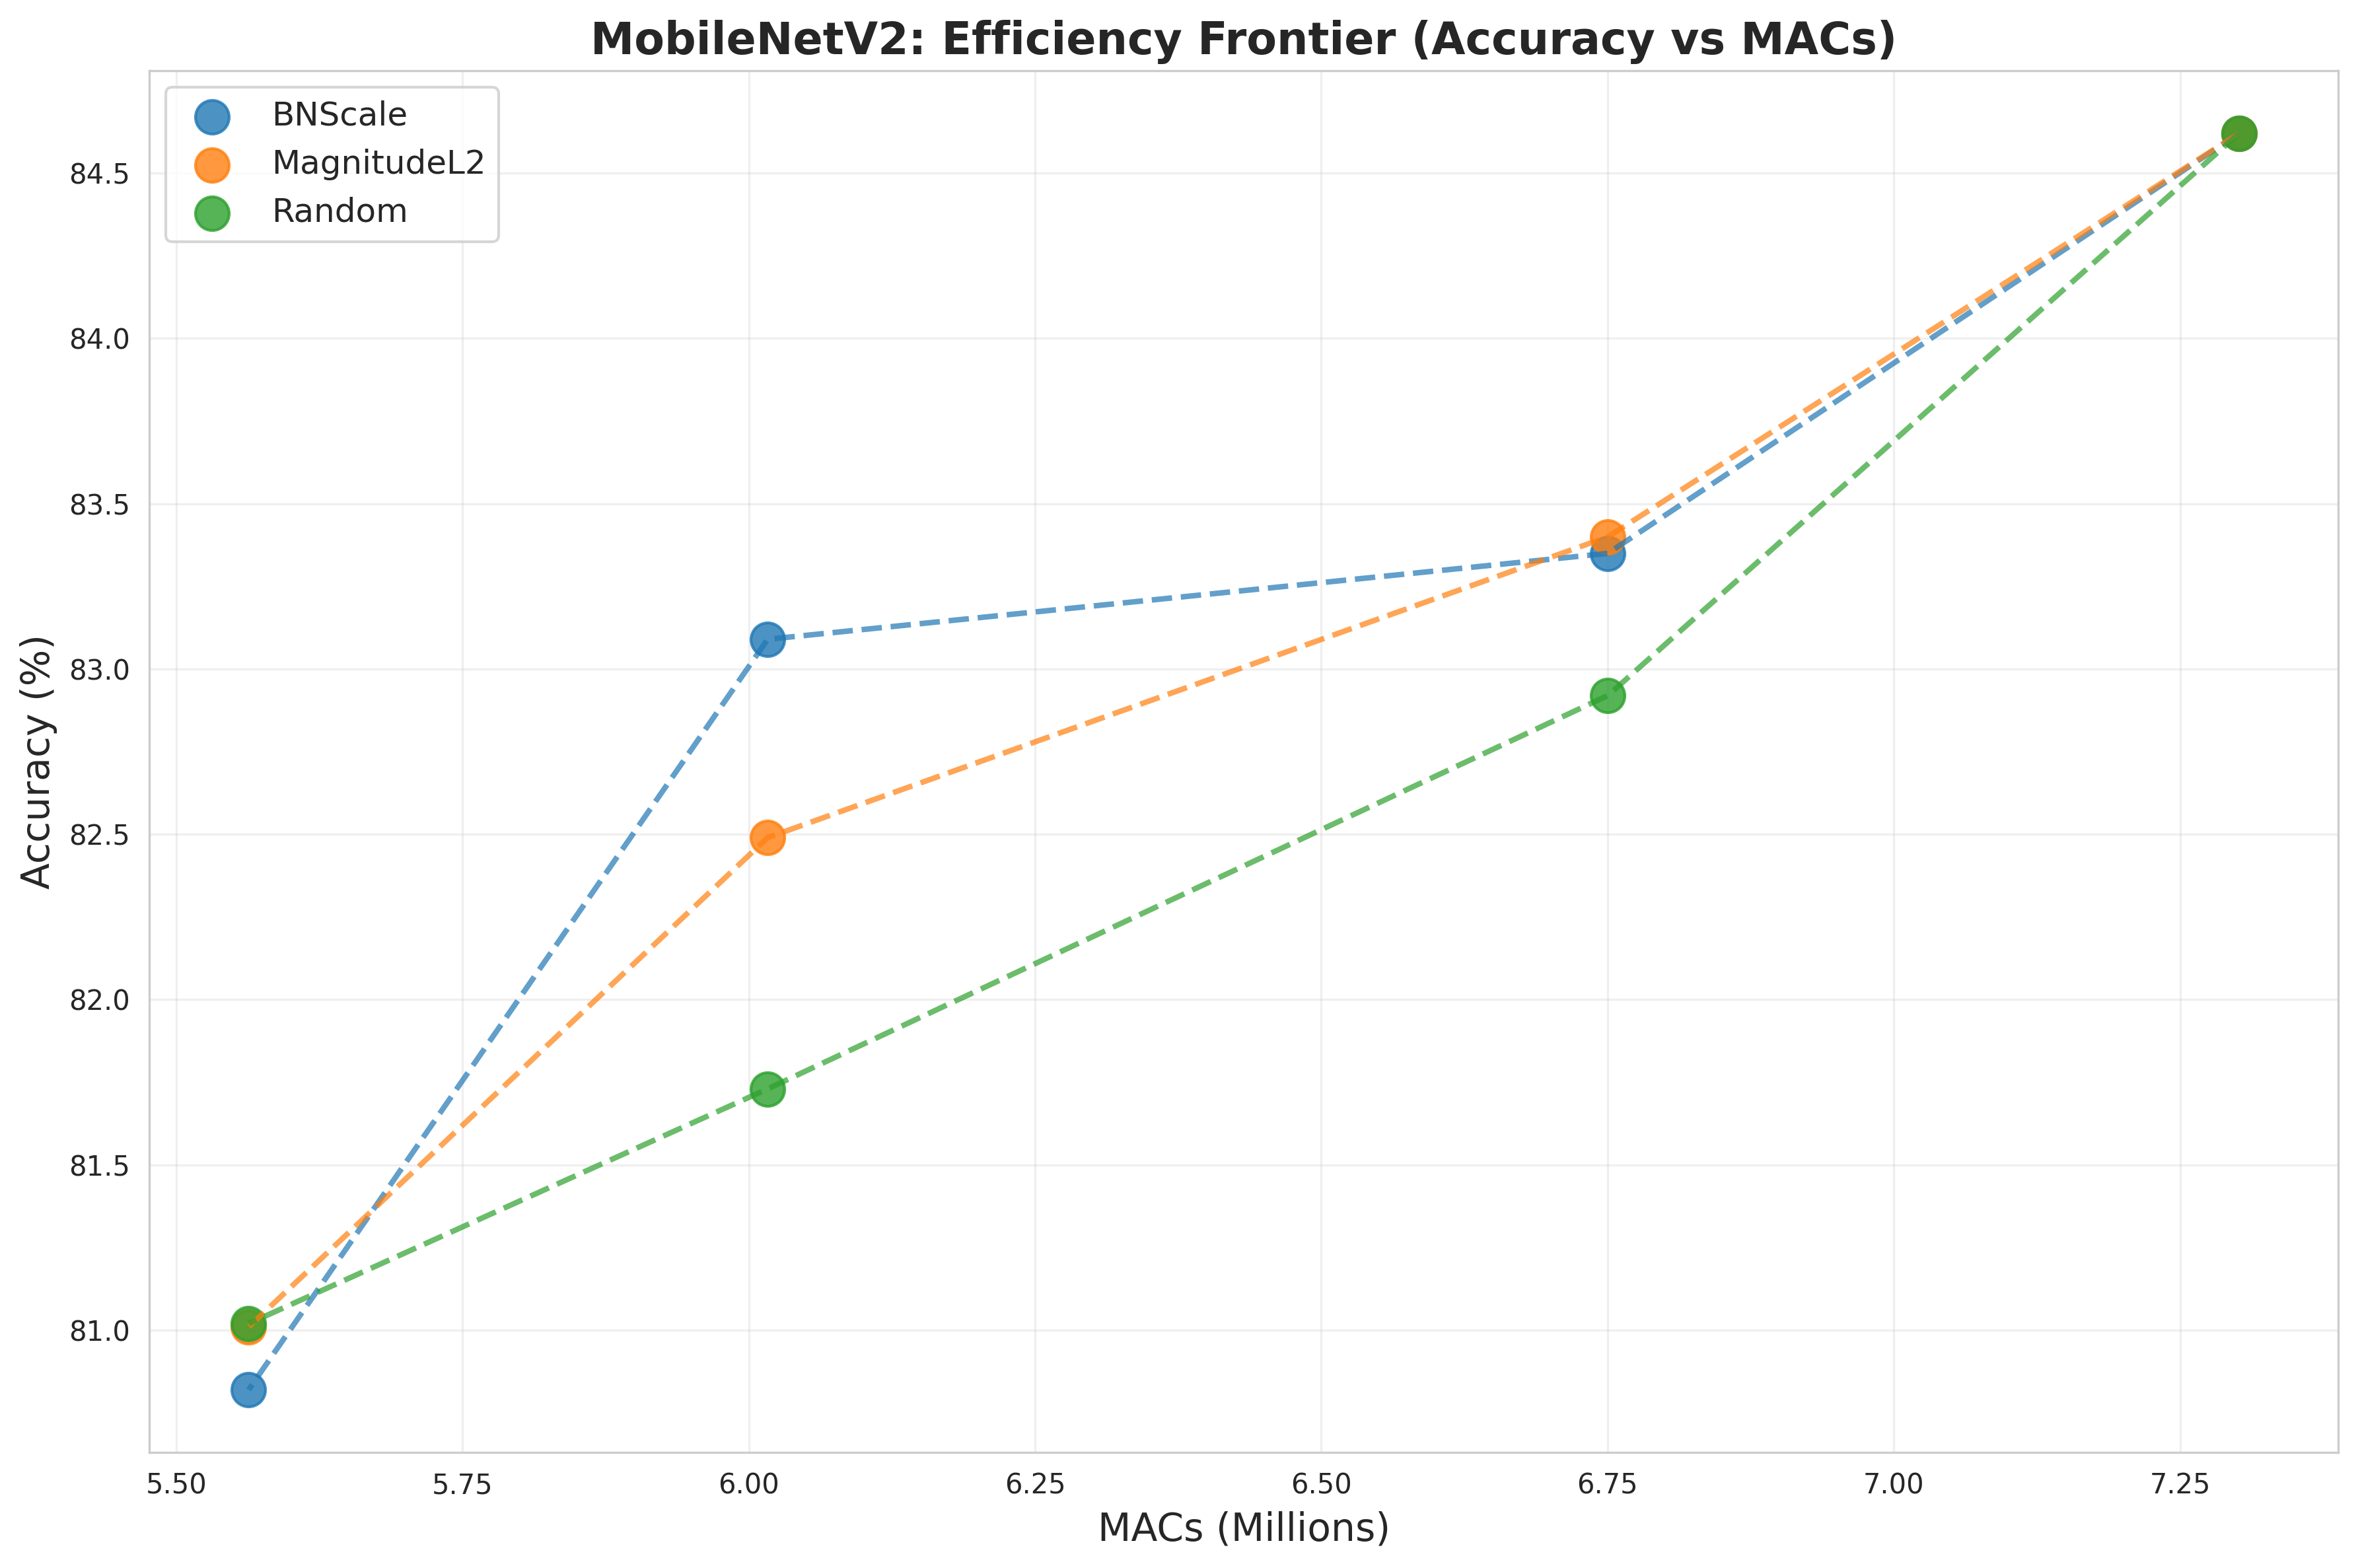 MobileNetV2: Efficiency Frontier (Accuracy vs MACs)
BNScale
MagnitudeL2
Random
Accuracy (%)
84.5
84.0
83.5
83.0
82.5
82.0
81.5
81.0
5.50 5.75 6.00 6.25 6.50 6.75 7.00 7.25
MACs (Millions)